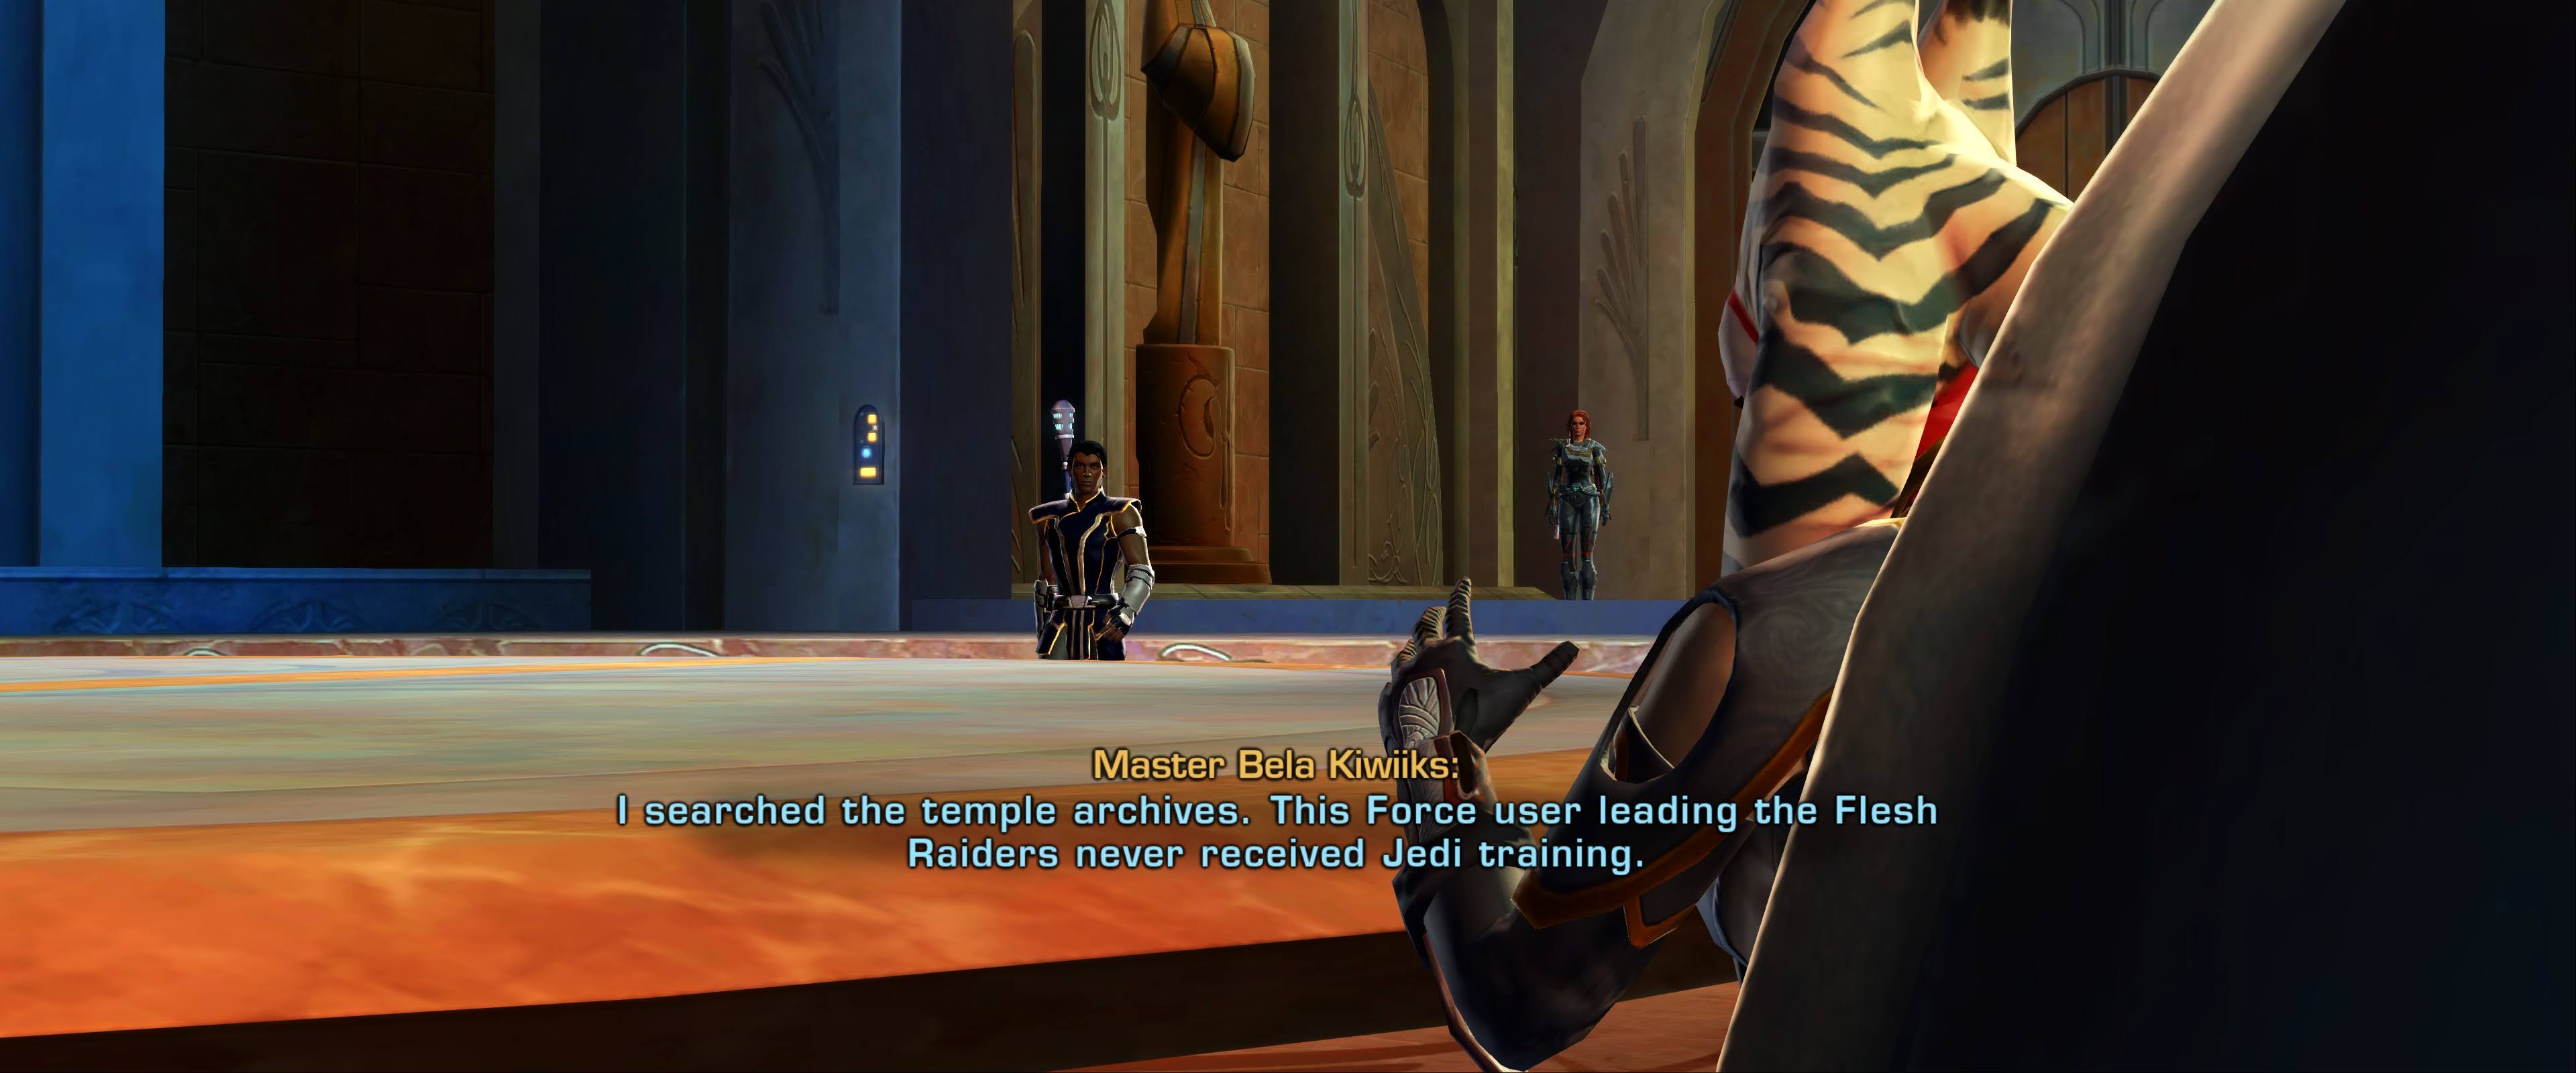 Master Bela Kiwiiks:
I searched the temple archives. This Force user leading the Flesh
Raiders never received Jedi training.